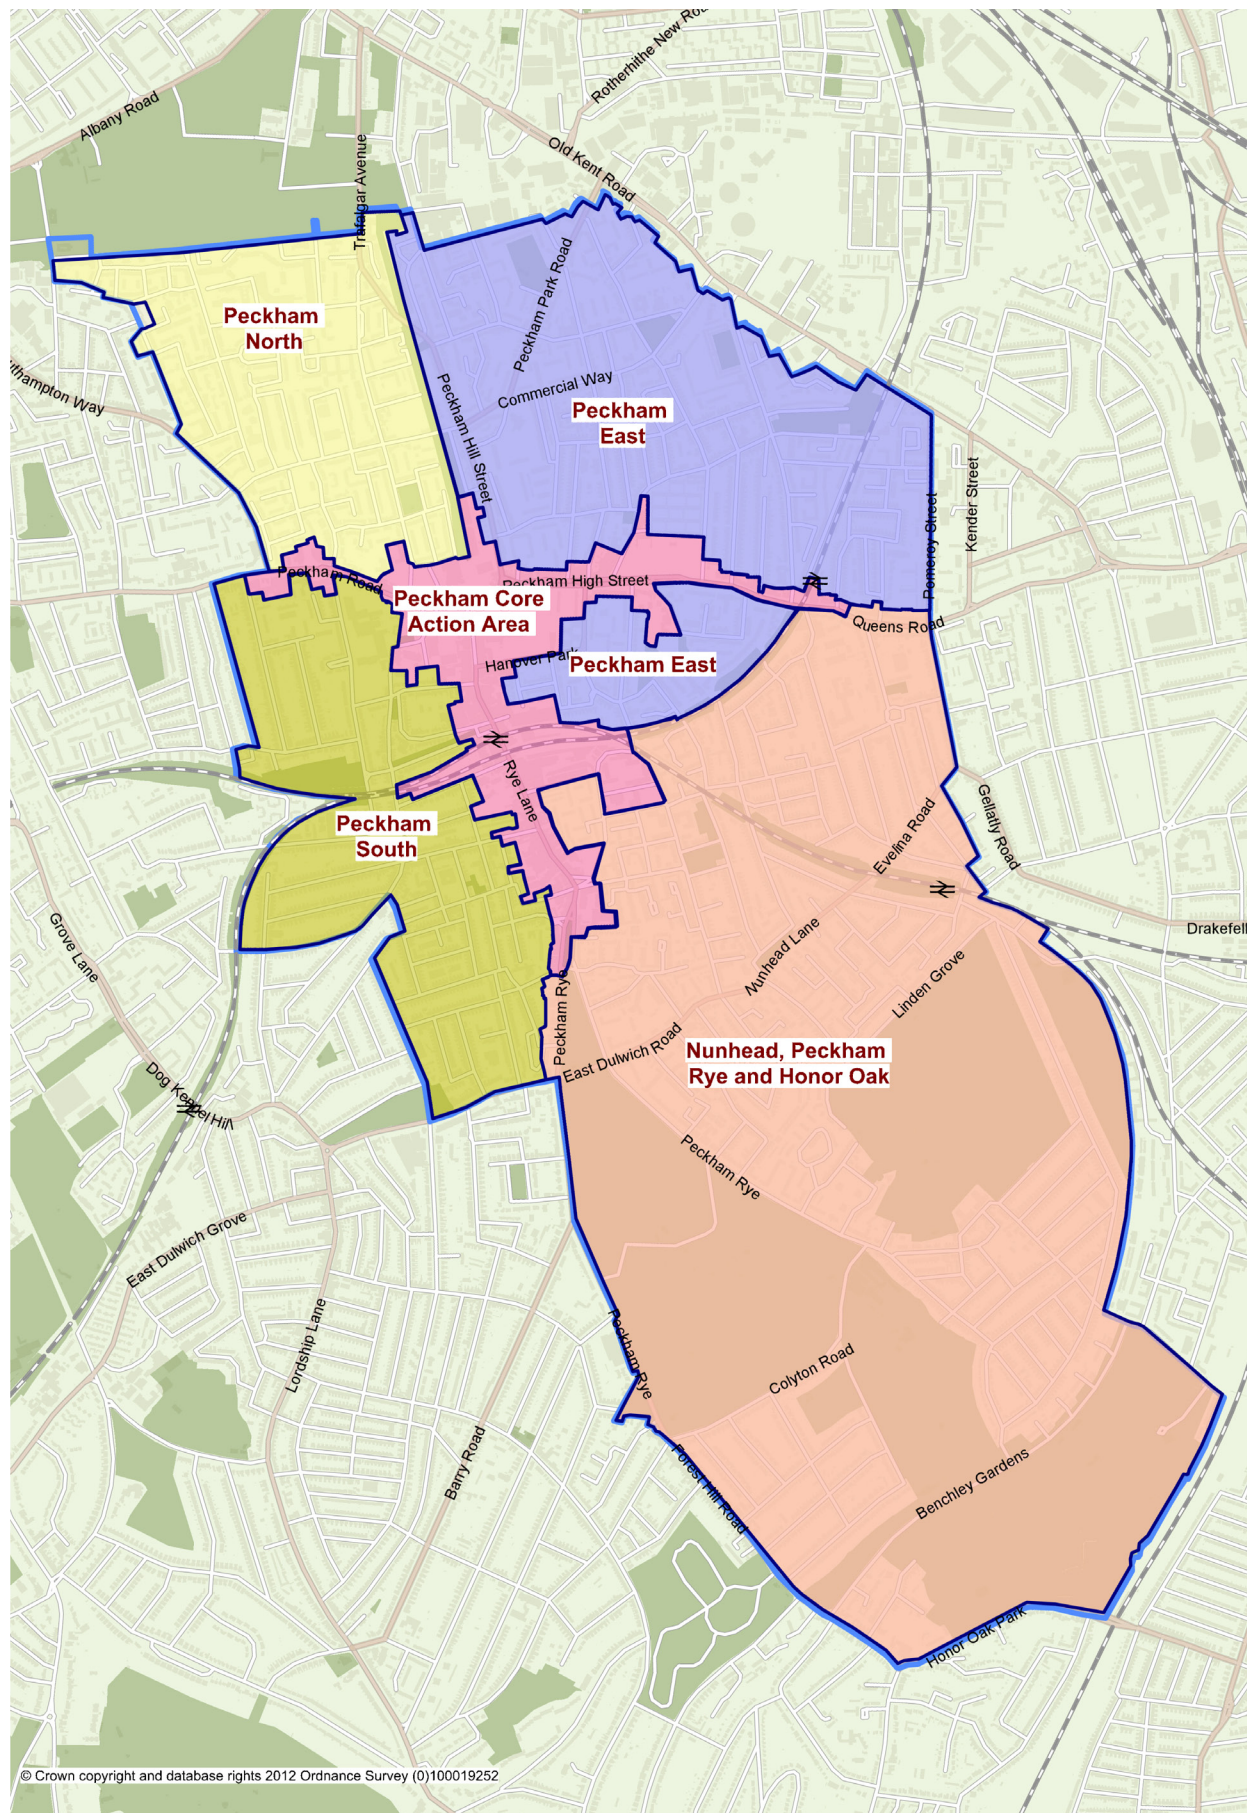 Rotherhithe New Roa
Albany Road
Old Kent Road
Trafalgar Avenue
Peckham Park Road
Peckham
North
uthampton Way
Peckham Hill Street
Commercial Way
Peckham
East
Kender Street
Pomeroy Street
Peckham Road
Peckham High Street
Peckham Core
Action Area
Queens Road
Hanover Park
Peckham East
Rye Lane
Gellatly Road
Peckham
South
Evelina Road
Grove Lane
Drakefell
Nunhead Lane
Linden Grove
Peckham Rye
East Dulwich Road
Nunhead, Peckham
Rye and Honor Oak
Dog Kennel Hill
Peckham Rye
East Dulwich Grove
Lordship Lane
Peckham Rye
Colyton Road
Barry Road
Forest Hill Road
Benchley Gardens
Honor Oak Park
© Crown copyright and database rights 2012 Ordnance Survey (0)100019252